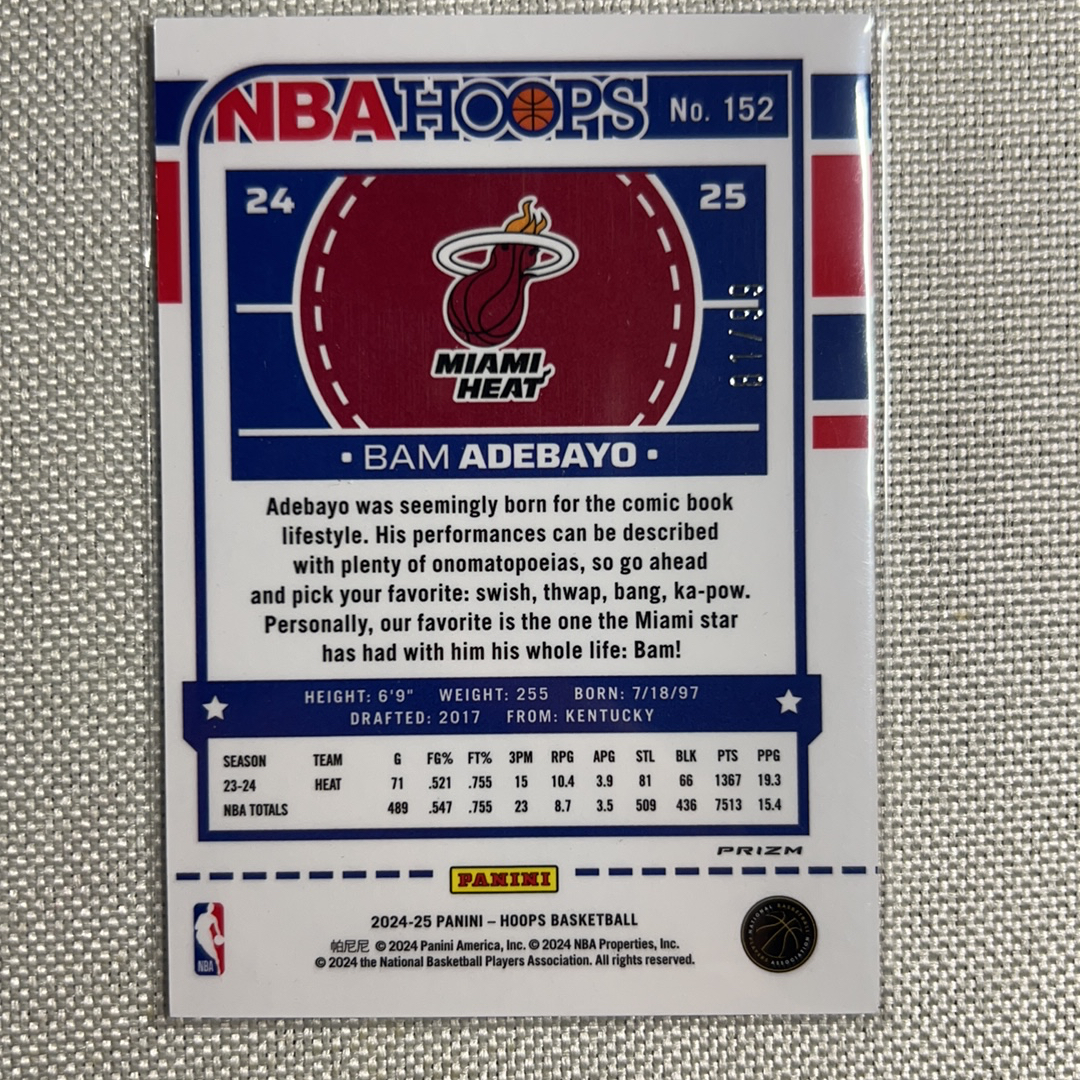 NBA HOOPS No. 152
24 25
MIAMI
HEAT
01/99
• BAM ADEBAYO •
Adebayo was seemingly born for the comic book
lifestyle. His performances can be described
with plenty of onomatopoeias, so go ahead
and pick your favorite: swish, thwap, bang, ka-pow.
Personally, our favorite is the one the Miami star
has had with him his whole life: Bam!
HEIGHT: 6'9" WEIGHT: 255 BORN: 7/18/97
DRAFTED: 2017 FROM: KENTUCKY
SEASON TEAM G FG% FT% 3PM RPG APG STL BLK PTS PPG
23-24 HEAT 71 .521 .755 15 10.4 3.9 81 66 1367 19.3
NBA TOTALS 489 .547 .755 23 8.7 3.5 509 436 7513 15.4
PRIZM
PANINI
2024-25 PANINI – HOOPS BASKETBALL
帕尼尼 © 2024 Panini America, Inc. © 2024 NBA Properties, Inc.
© 2024 the National Basketball Players Association. All rights reserved.
NBA
NATIONAL BASKETBALL
PLAYERS ASSOCIATION